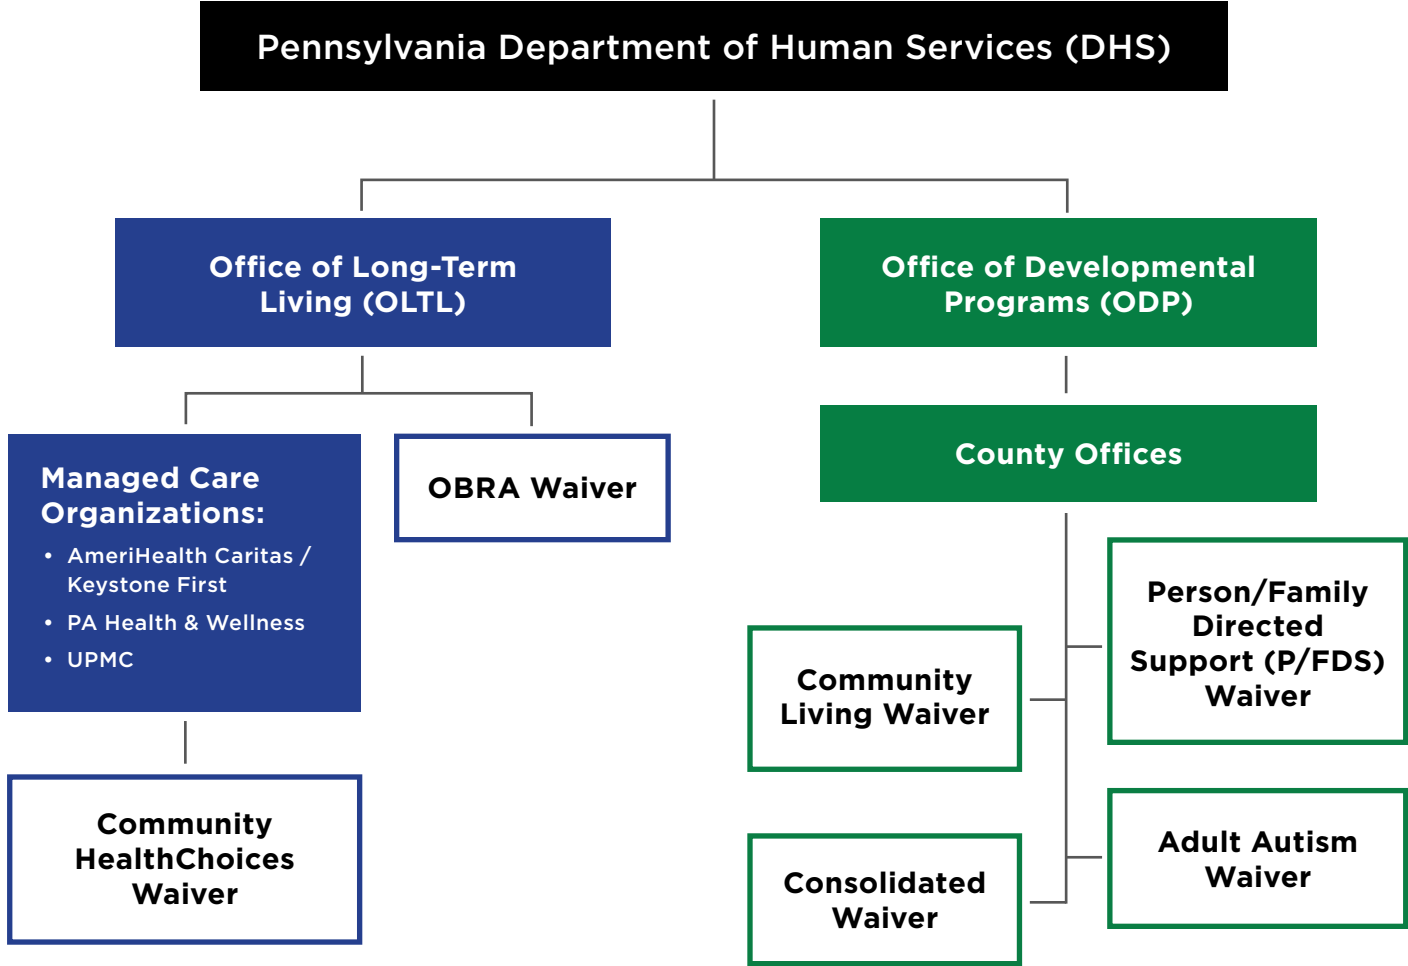 Pennsylvania Department of Human Services (DHS)
Office of Long-Term
Living (OLTL)
Office of Developmental
Programs (ODP)
Managed Care
Organizations:
• AmeriHealth Caritas /
Keystone First
• PA Health & Wellness
• UPMC
OBRA Waiver
County Offices
Community
HealthChoices
Waiver
Community
Living Waiver
Person/Family
Directed
Support (P/FDS)
Waiver
Consolidated
Waiver
Adult Autism
Waiver